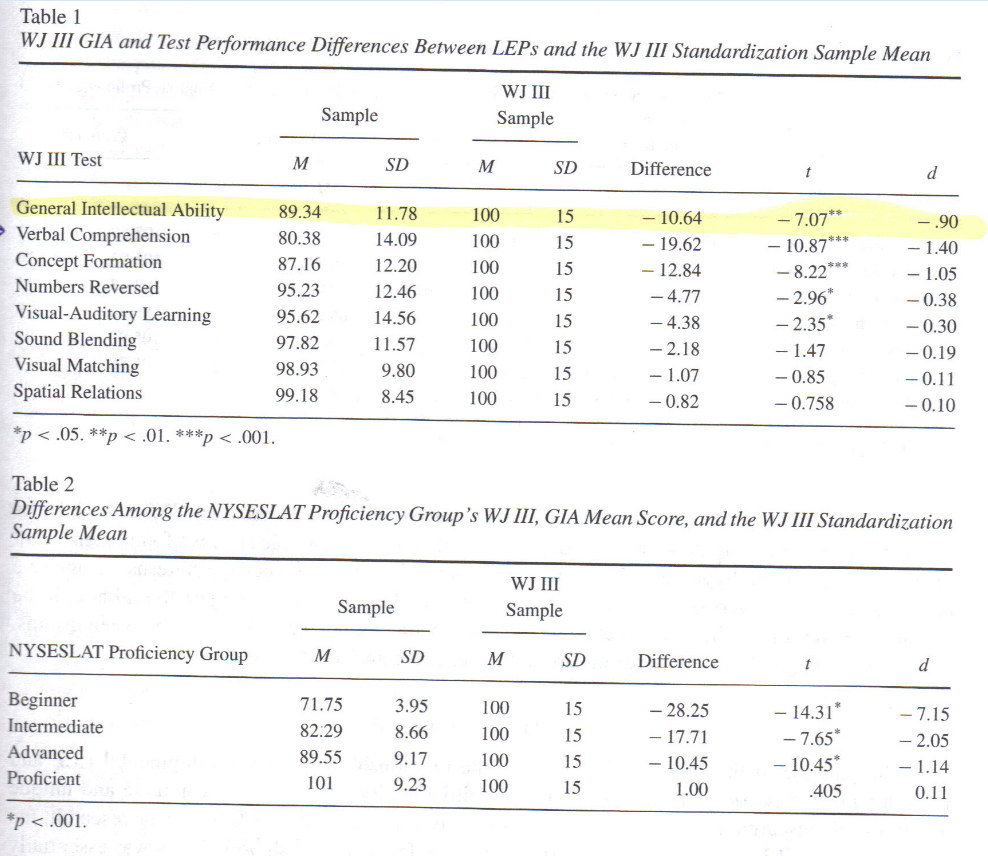 Table 1
WJ III GIA and Test Performance Differences Between LEPs and the WJ III Standardization Sample Mean
WJ III
Sample Sample
WJ III Test M SD M SD Difference t d
General Intellectual Ability 89.34 11.78 100 15 – 10.64 – 7.07** – .90
Verbal Comprehension 80.38 14.09 100 15 – 19.62 – 10.87*** – 1.40
Concept Formation 87.16 12.20 100 15 – 12.84 – 8.22*** – 1.05
Numbers Reversed 95.23 12.46 100 15 – 4.77 – 2.96* – 0.38
Visual-Auditory Learning 95.62 14.56 100 15 – 4.38 – 2.35* – 0.30
Sound Blending 97.82 11.57 100 15 – 2.18 – 1.47 – 0.19
Visual Matching 98.93 9.80 100 15 – 1.07 – 0.85 – 0.11
Spatial Relations 99.18 8.45 100 15 – 0.82 – 0.758 – 0.10
*p < .05. **p < .01. ***p < .001.
Table 2
Differences Among the NYSESLAT Proficiency Group's WJ III, GIA Mean Score, and the WJ III Standardization
Sample Mean
WJ III
Sample Sample
NYSESLAT Proficiency Group M SD M SD Difference t d
Beginner 71.75 3.95 100 15 – 28.25 – 14.31* – 7.15
Intermediate 82.29 8.66 100 15 – 17.71 – 7.65* – 2.05
Advanced 89.55 9.17 100 15 – 10.45 – 10.45* – 1.14
Proficient 101 9.23 100 15 1.00 .405 0.11
*p < .001.